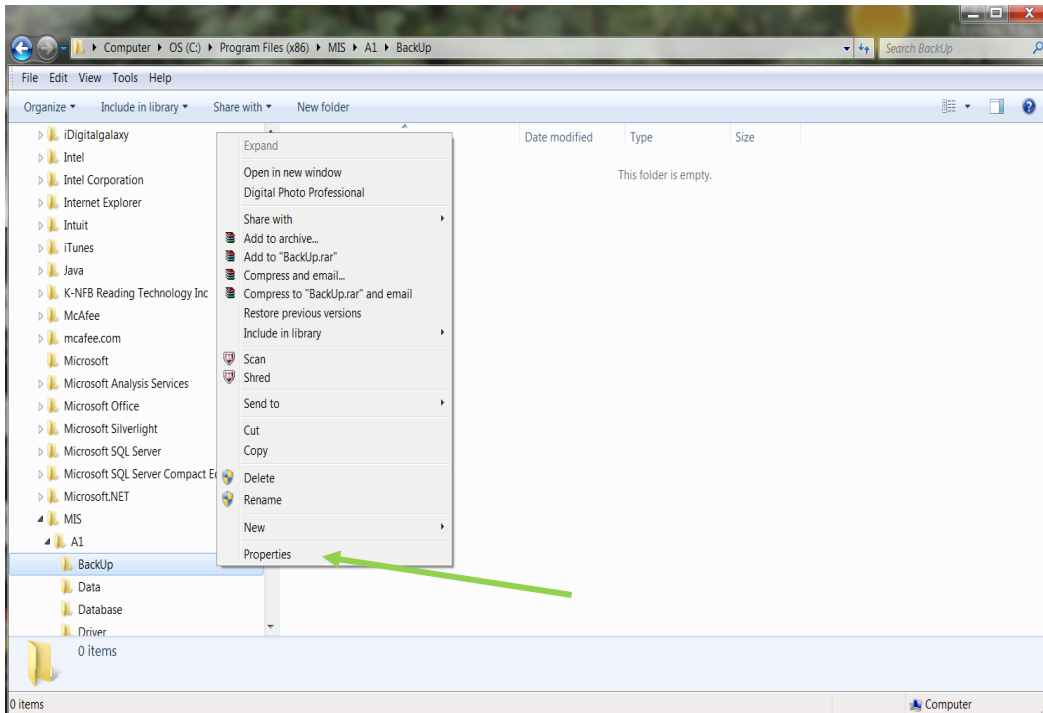 Computer ▸ OS (C:) ▸ Program Files (x86) ▸ MIS ▸ A1 ▸ BackUp
Search BackUp
File Edit View Tools Help
Organize Include in library Share with New folder
Date modified Type Size
This folder is empty.
iDigitalgalaxy
Intel
Intel Corporation
Internet Explorer
Intuit
iTunes
Java
K-NFB Reading Technology Inc
McAfee
mcafee.com
Microsoft
Microsoft Analysis Services
Microsoft Office
Microsoft Silverlight
Microsoft SQL Server
Microsoft SQL Server Compact
Microsoft.NET
MIS
A1
BackUp
Data
Database
Driver
Expand
Open in new window
Digital Photo Professional
Share with
Add to archive...
Add to "BackUp.rar"
Compress and email...
Compress to "BackUp.rar" and email
Restore previous versions
Include in library
Scan
Shred
Send to
Cut
Copy
Delete
Rename
New
Properties
0 items
0 items
Computer